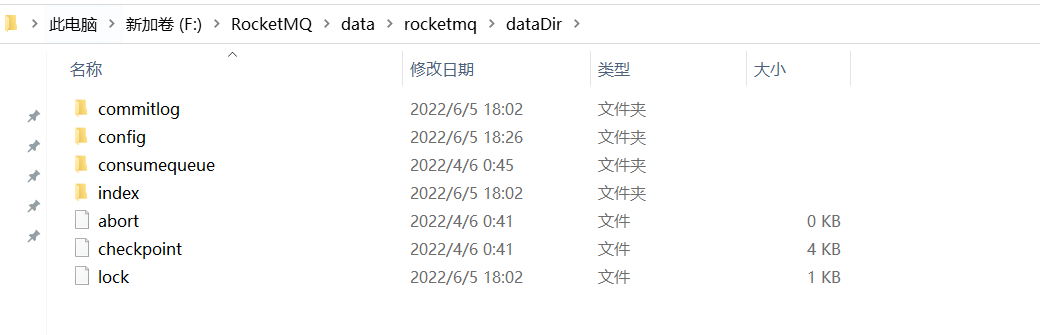 此电脑 新加卷 (F:) RocketMQ data rocketmq dataDir
名称 修改日期 类型 大小
commitlog 2022/6/5 18:02 文件夹
config 2022/6/5 18:26 文件夹
consumequeue 2022/4/6 0:45 文件夹
index 2022/6/5 18:02 文件夹
abort 2022/4/6 0:41 文件 0 KB
checkpoint 2022/4/6 0:41 文件 4 KB
lock 2022/6/5 18:02 文件 1 KB